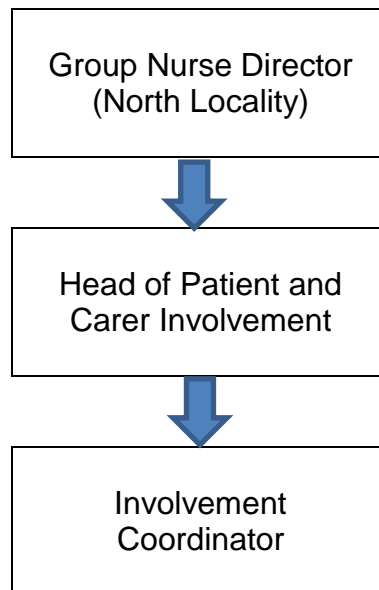 Group Nurse Director
(North Locality)
Head of Patient and
Carer Involvement
Involvement
Coordinator